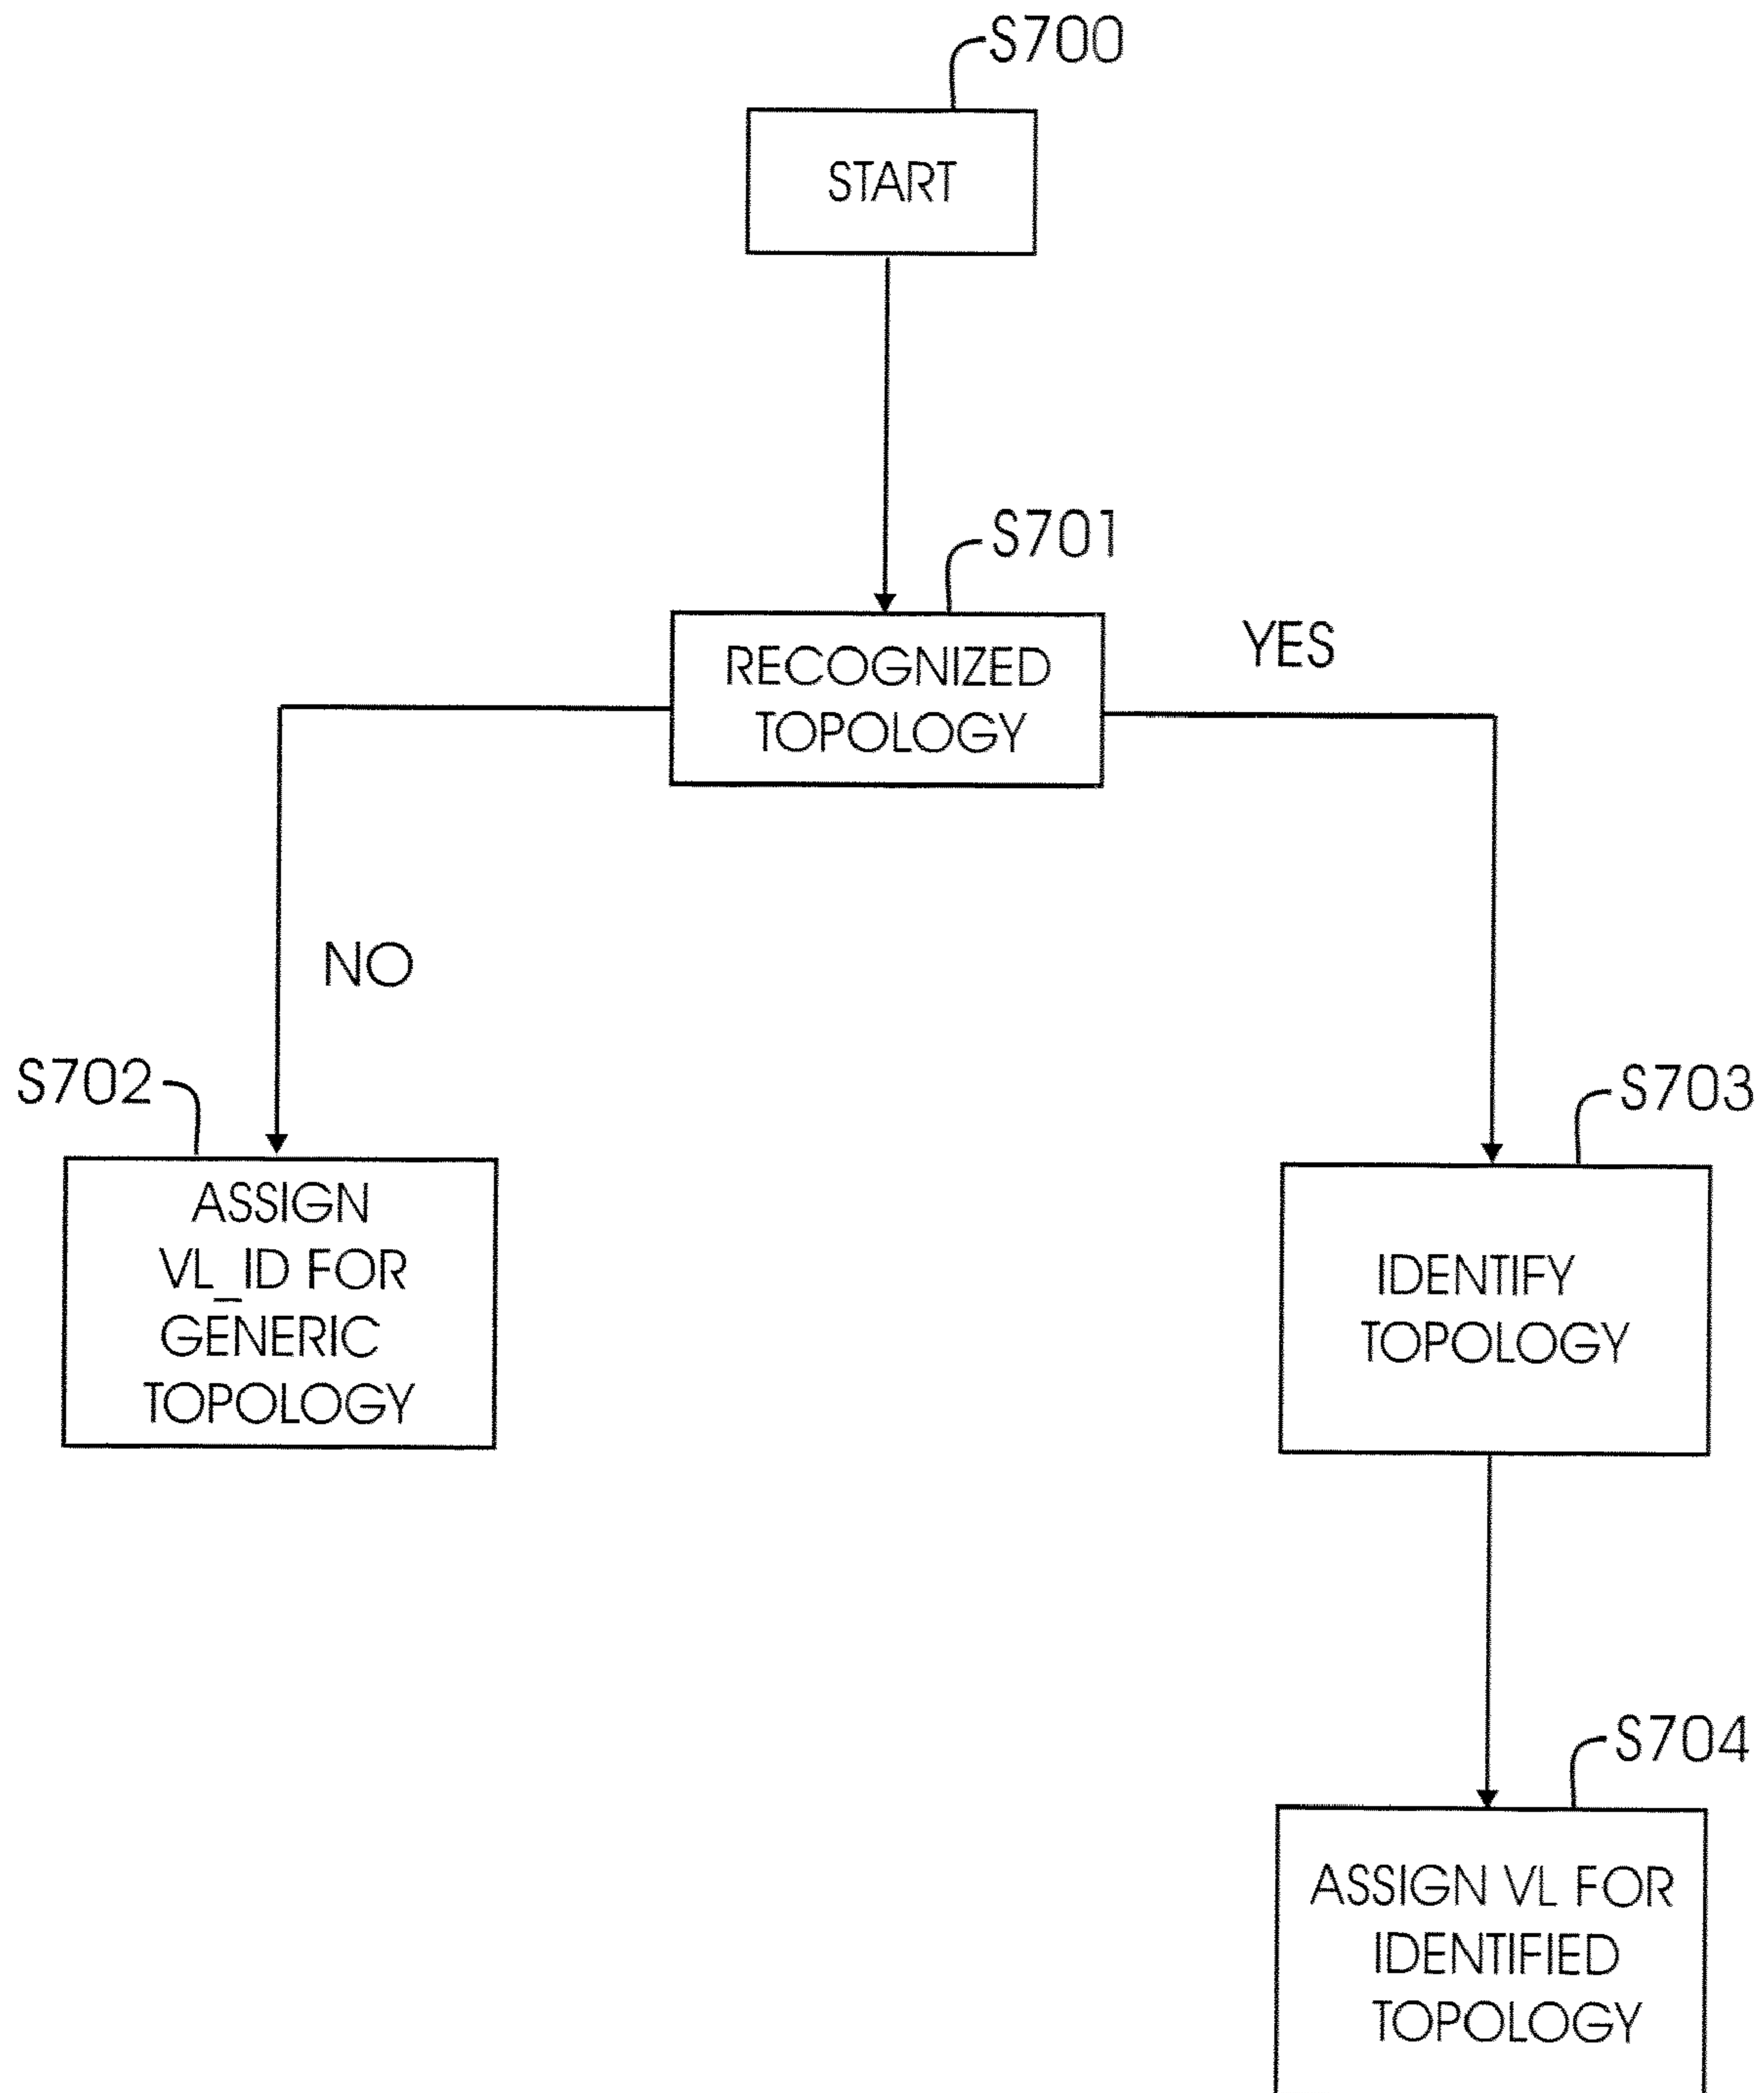 S700
START
S701
RECOGNIZED
TOPOLOGY
YES
NO
S702
ASSIGN
VL_ID FOR
GENERIC
TOPOLOGY
S703
IDENTIFY
TOPOLOGY
S704
ASSIGN VL FOR
IDENTIFIED
TOPOLOGY